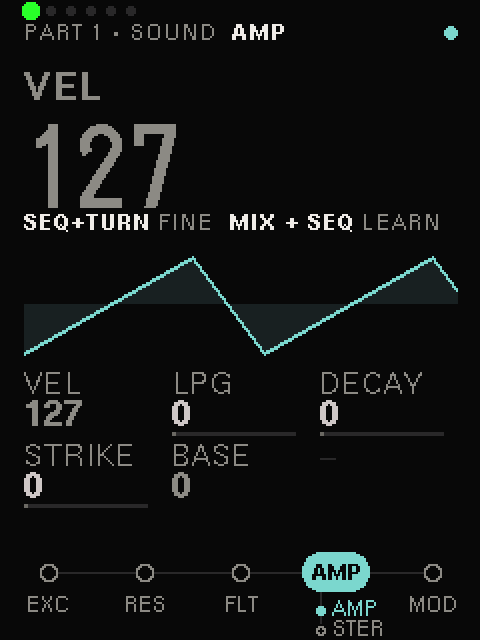 PART 1 · SOUND AMP
VEL
127
SEQ+TURN FINE MIX + SEQ LEARN
VEL LPG DECAY
127 0 0
STRIKE BASE –
0 0
EXC RES FLT AMP MOD
AMP
STER